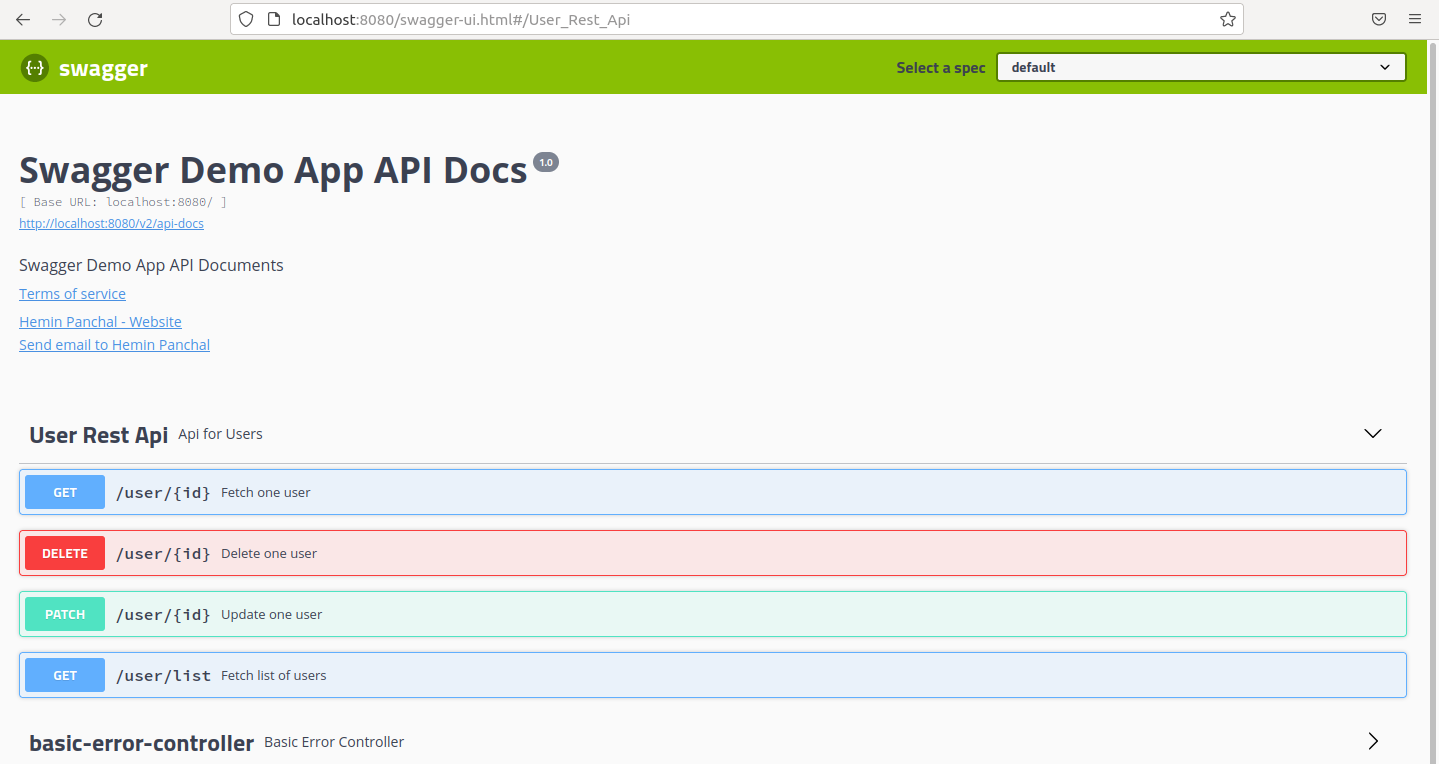 localhost:8080/swagger-ui.html#/User_Rest_Api
{··} swagger Select a spec default
Swagger Demo App API Docs 1.0
[ Base URL: localhost:8080/ ]
http://localhost:8080/v2/api-docs
Swagger Demo App API Documents
Terms of service
Hemin Panchal - Website
Send email to Hemin Panchal
User Rest Api Api for Users
GET /user/{id} Fetch one user
DELETE /user/{id} Delete one user
PATCH /user/{id} Update one user
GET /user/list Fetch list of users
basic-error-controller Basic Error Controller